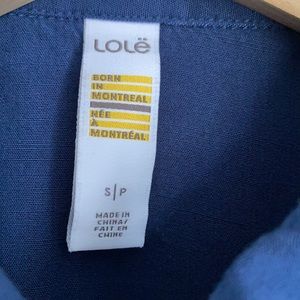 LOLË
BORN
IN
MONTREAL
NÉE
À
MONTRÉAL
S|P
MADE IN
CHINA/
FAIT EN
CHINE